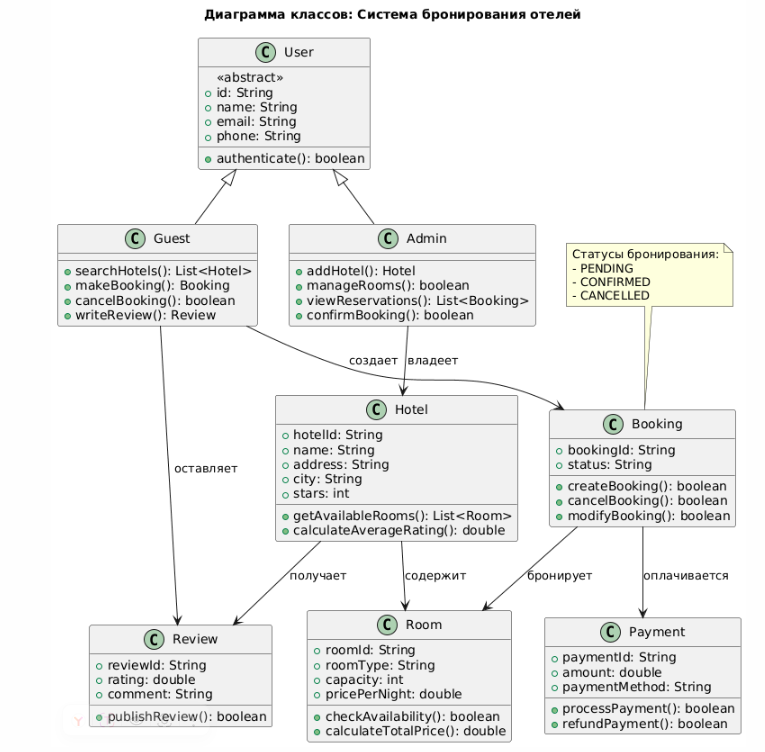 Диаграмма классов: Система бронирования отелей
C User
«abstract»
id: String
name: String
email: String
phone: String
authenticate(): boolean
C Guest
searchHotels(): List<Hotel>
makeBooking(): Booking
cancelBooking(): boolean
writeReview(): Review
C Admin
addHotel(): Hotel
manageRooms(): boolean
viewReservations(): List<Booking>
confirmBooking(): boolean
Статусы бронирования:
- PENDING
- CONFIRMED
- CANCELLED
создает
владеет
C Hotel
hotelId: String
name: String
address: String
city: String
stars: int
getAvailableRooms(): List<Room>
calculateAverageRating(): double
C Booking
bookingId: String
status: String
createBooking(): boolean
cancelBooking(): boolean
modifyBooking(): boolean
оставляет
получает
содержит
бронирует
оплачивается
C Review
reviewId: String
rating: double
comment: String
publishReview(): boolean
C Room
roomId: String
roomType: String
capacity: int
pricePerNight: double
checkAvailability(): boolean
calculateTotalPrice(): double
C Payment
paymentId: String
amount: double
paymentMethod: String
processPayment(): boolean
refundPayment(): boolean